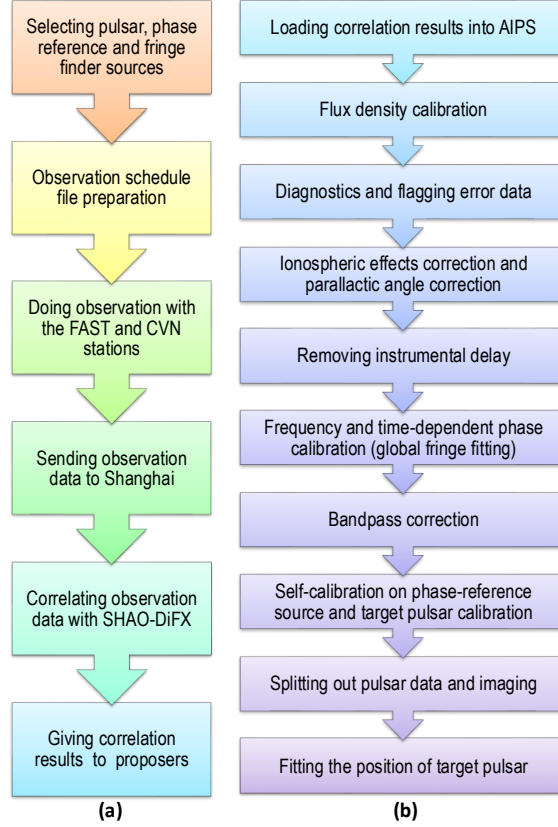 Selecting pulsar, phase
reference and fringe
finder sources
Observation schedule
file preparation
Doing observation with
the FAST and CVN
stations
Sending observation
data to Shanghai
Correlating observation
data with SHAO-DiFX
Giving correlation
results to proposers
(a)
Loading correlation results into AIPS
Flux density calibration
Diagnostics and flagging error data
Ionospheric effects correction and
parallactic angle correction
Removing instrumental delay
Frequency and time-dependent phase
calibration (global fringe fitting)
Bandpass correction
Self-calibration on phase-reference
source and target pulsar calibration
Splitting out pulsar data and imaging
Fitting the position of target pulsar
(b)